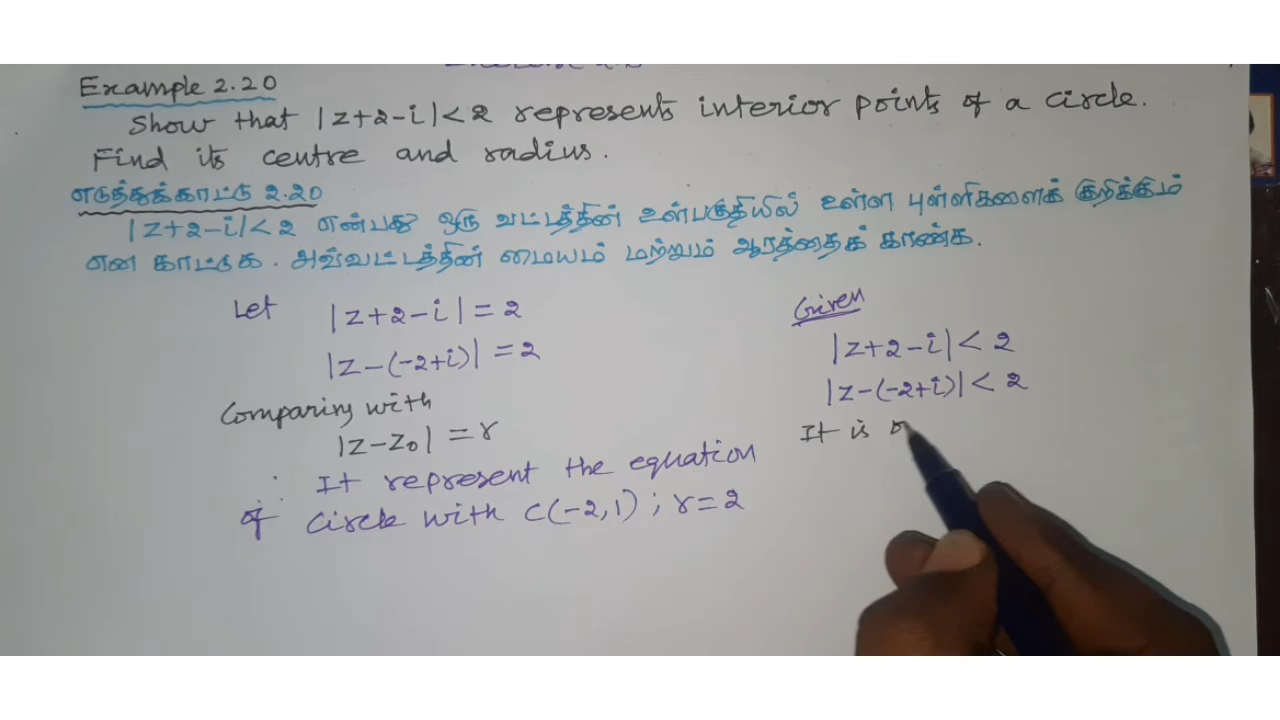 Example 2.20
Show that |z+2-i|<2 represents interior points of a circle.
Find its centre and radius.
எடுத்துக்காட்டு 2.20
|z+2-i|<2 என்பது ஒரு வட்டத்தின் உள்பகுதியில் உள்ள புள்ளிகளைக் குறிக்கும்
என காட்டுக. அவ்வட்டத்தின் மையம் மற்றும் ஆரத்தைக் காண்க.
Let |z+2-i| = 2
|z-(-2+i)| = 2
Comparing with
|z-z₀| = r
∴ It represent the equation
of circle with C(-2,1); r=2
Given
|z+2-i| < 2
|z-(-2+i)| < 2
It is